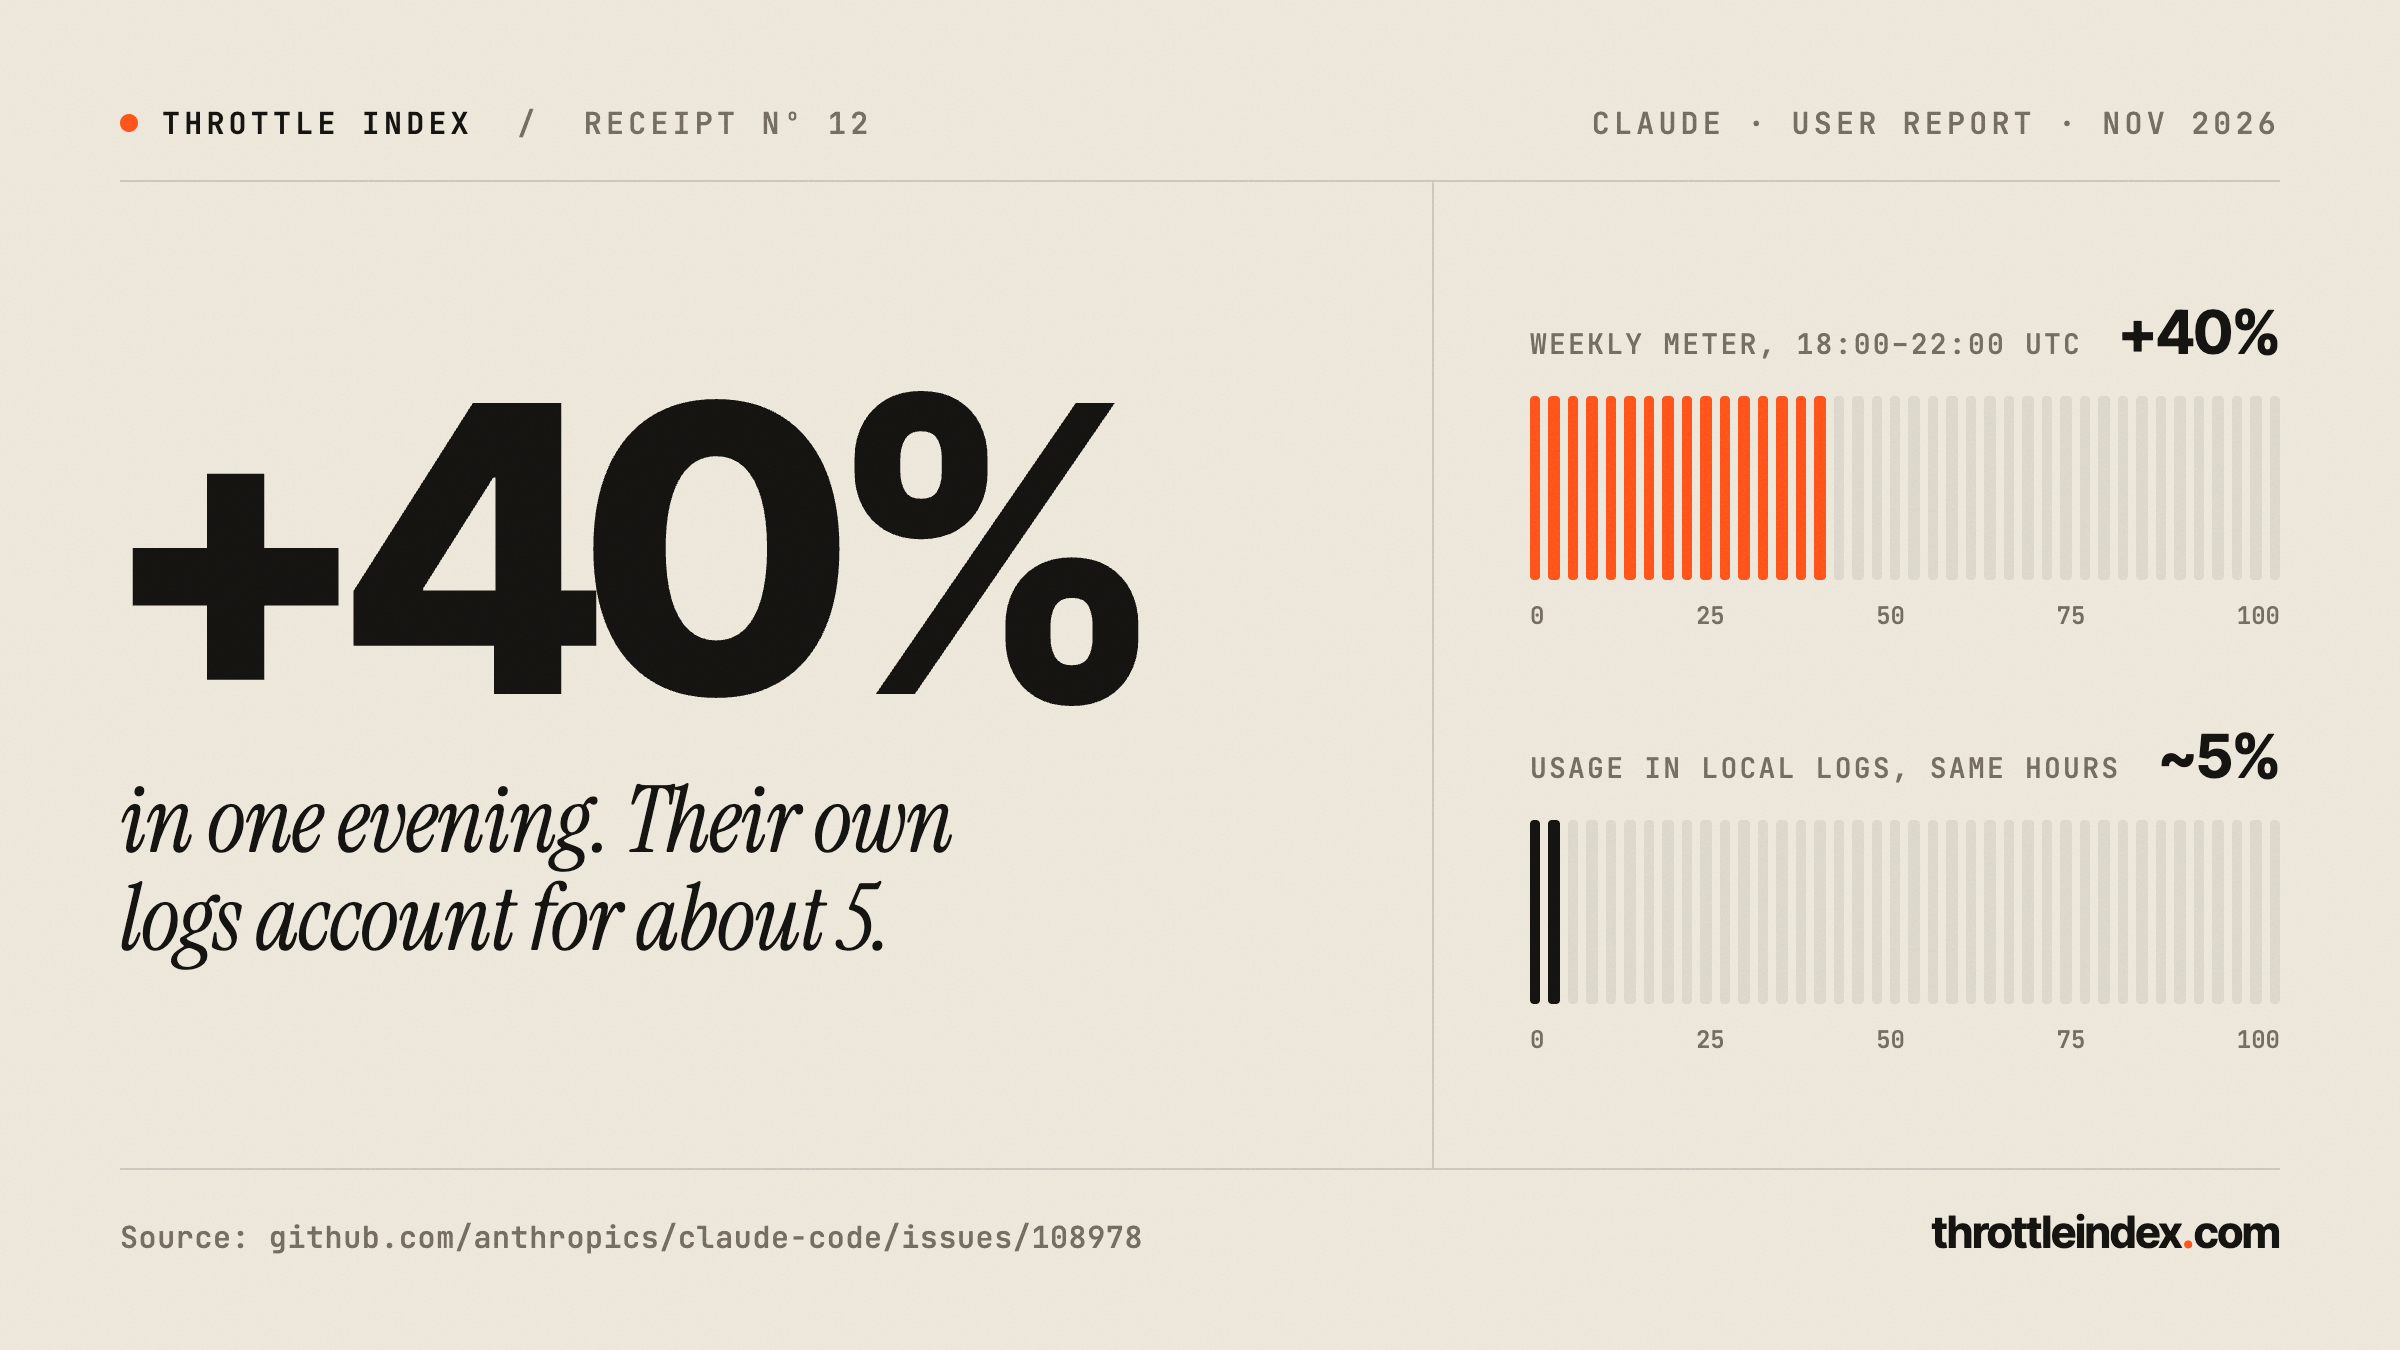 THROTTLE INDEX / RECEIPT Nº 12
CLAUDE · USER REPORT · NOV 2026
+40%
in one evening. Their own
logs account for about 5.
WEEKLY METER, 18:00–22:00 UTC +40%
0 25 50 75 100
USAGE IN LOCAL LOGS, SAME HOURS ~5%
0 25 50 75 100
Source: github.com/anthropics/claude-code/issues/108978
throttleindex.com